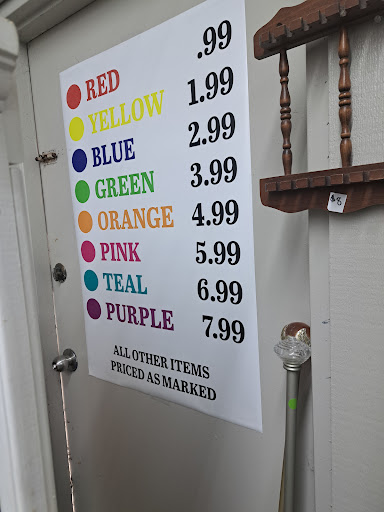 RED .99
YELLOW 1.99
BLUE 2.99
GREEN 3.99
ORANGE 4.99
PINK 5.99
TEAL 6.99
PURPLE 7.99
ALL OTHER ITEMS
PRICED AS MARKED
$8